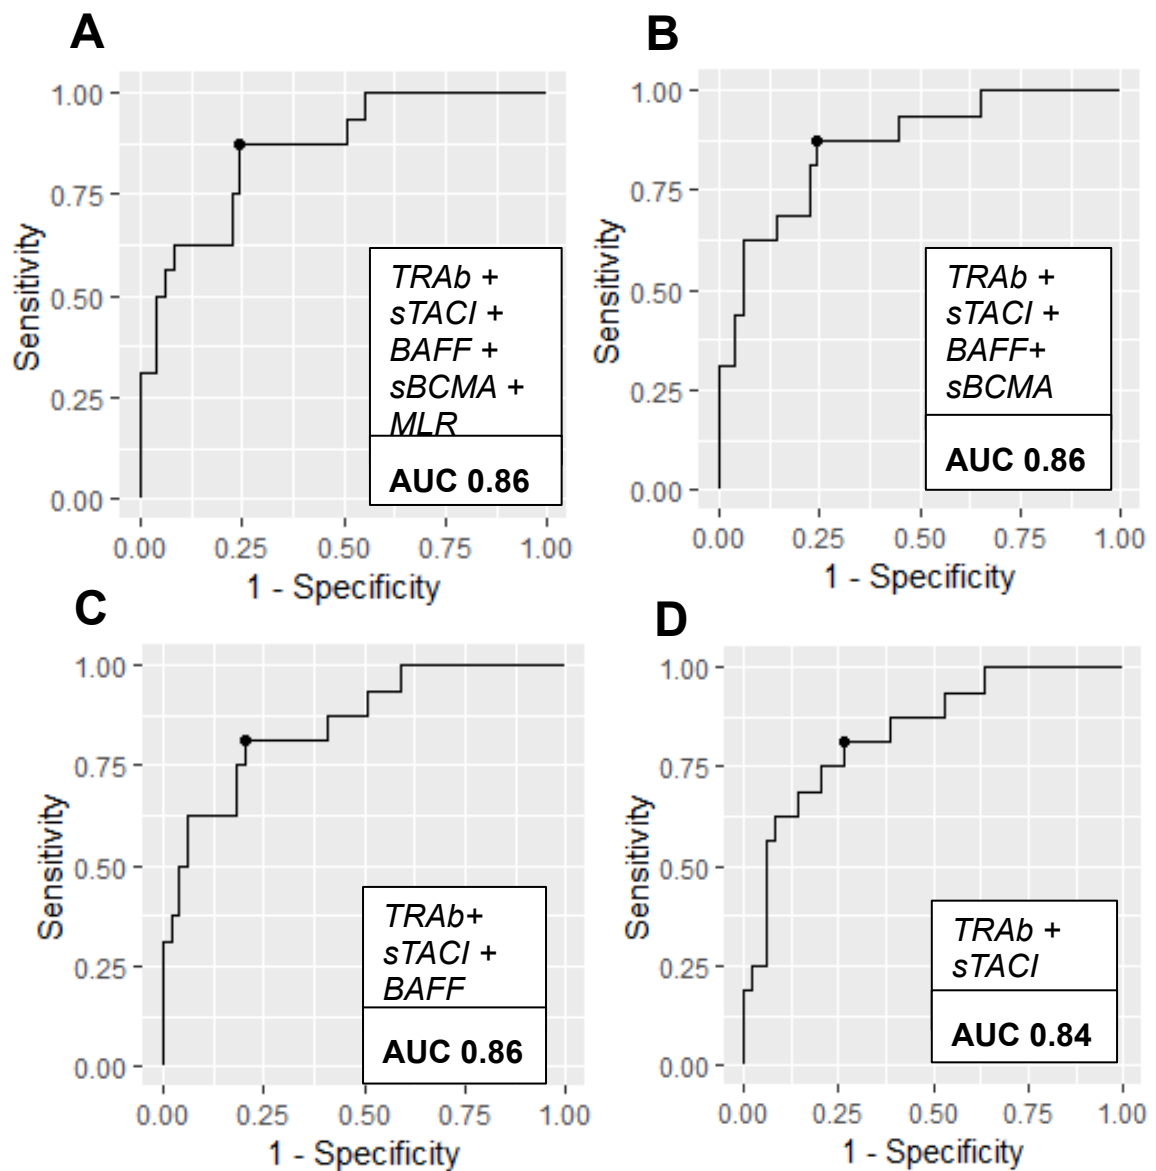 A
1.00
0.75
0.50
0.25
0.00
Sensitivity
TRAb +
sTACI +
BAFF +
sBCMA +
MLR
AUC 0.86
0.00 0.25 0.50 0.75 1.00
1 - Specificity
B
1.00
0.75
0.50
0.25
0.00
Sensitivity
TRAb +
sTACI +
BAFF+
sBCMA
AUC 0.86
0.00 0.25 0.50 0.75 1.00
1 - Specificity
C
1.00
0.75
0.50
0.25
0.00
Sensitivity
TRAb+
sTACI +
BAFF
AUC 0.86
0.00 0.25 0.50 0.75 1.00
1 - Specificity
D
1.00
0.75
0.50
0.25
0.00
Sensitivity
TRAb +
sTACI
AUC 0.84
0.00 0.25 0.50 0.75 1.00
1 - Specificity